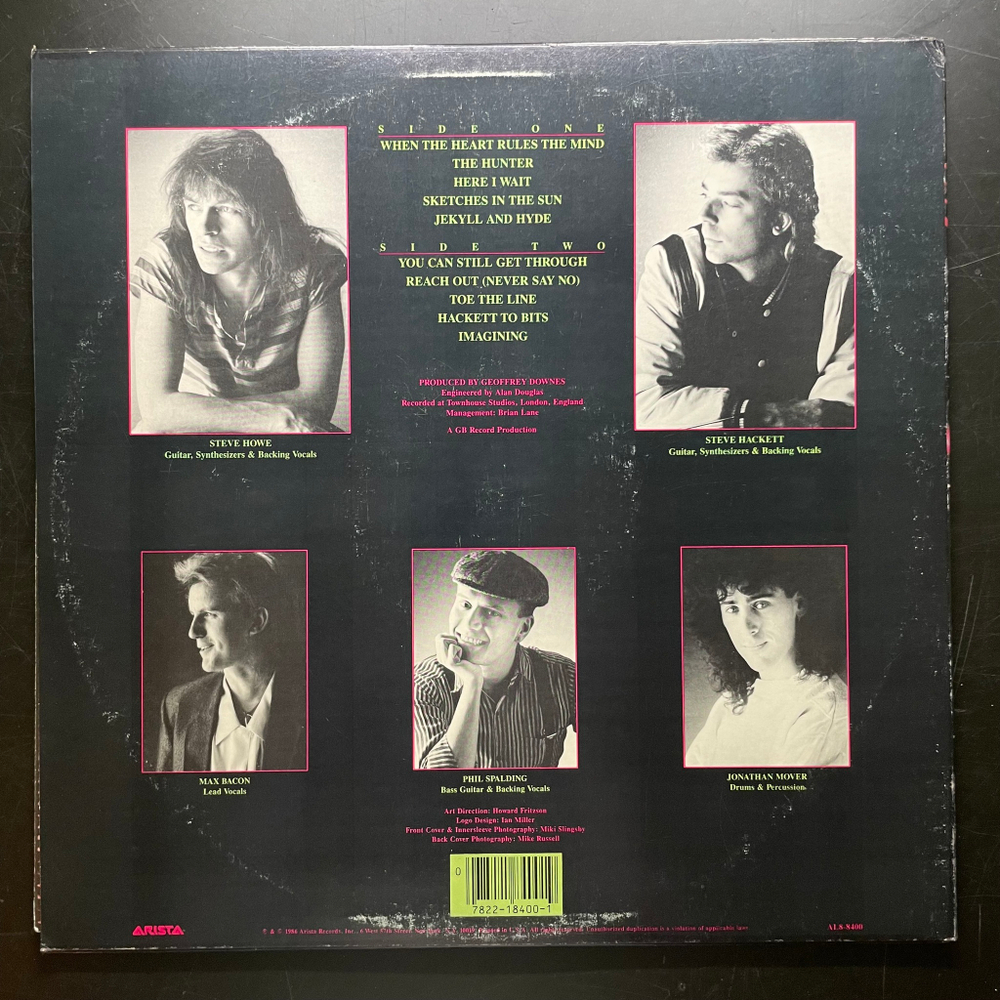 SIDE ONE
WHEN THE HEART RULES THE MIND
THE HUNTER
HERE I WAIT
SKETCHES IN THE SUN
JEKYLL AND HYDE
SIDE TWO
YOU CAN STILL GET THROUGH
REACH OUT (NEVER SAY NO)
TOE THE LINE
HACKETT TO BITS
IMAGINING
PRODUCED BY GEOFFREY DOWNES
Engineered by Alan Douglas
Recorded at Townhouse Studios, London, England
Management: Brian Lane
A GB Record Production
STEVE HOWE
Guitar, Synthesizers & Backing Vocals
STEVE HACKETT
Guitar, Synthesizers & Backing Vocals
MAX BACON
Lead Vocals
PHIL SPALDING
Bass Guitar & Backing Vocals
JONATHAN MOVER
Drums & Percussion
Art Direction: Howard Fritzson
Logo Design: Ian Miller
Front Cover & Innersleeve Photography: Miki Slingsby
Back Cover Photography: Mike Russell
0
7822-18400-1
ARISTA
℗ & © 1986 Arista Records, Inc., 6 West 57th Street, Unauthorized duplication is a violation of applicable laws
AL8-8400